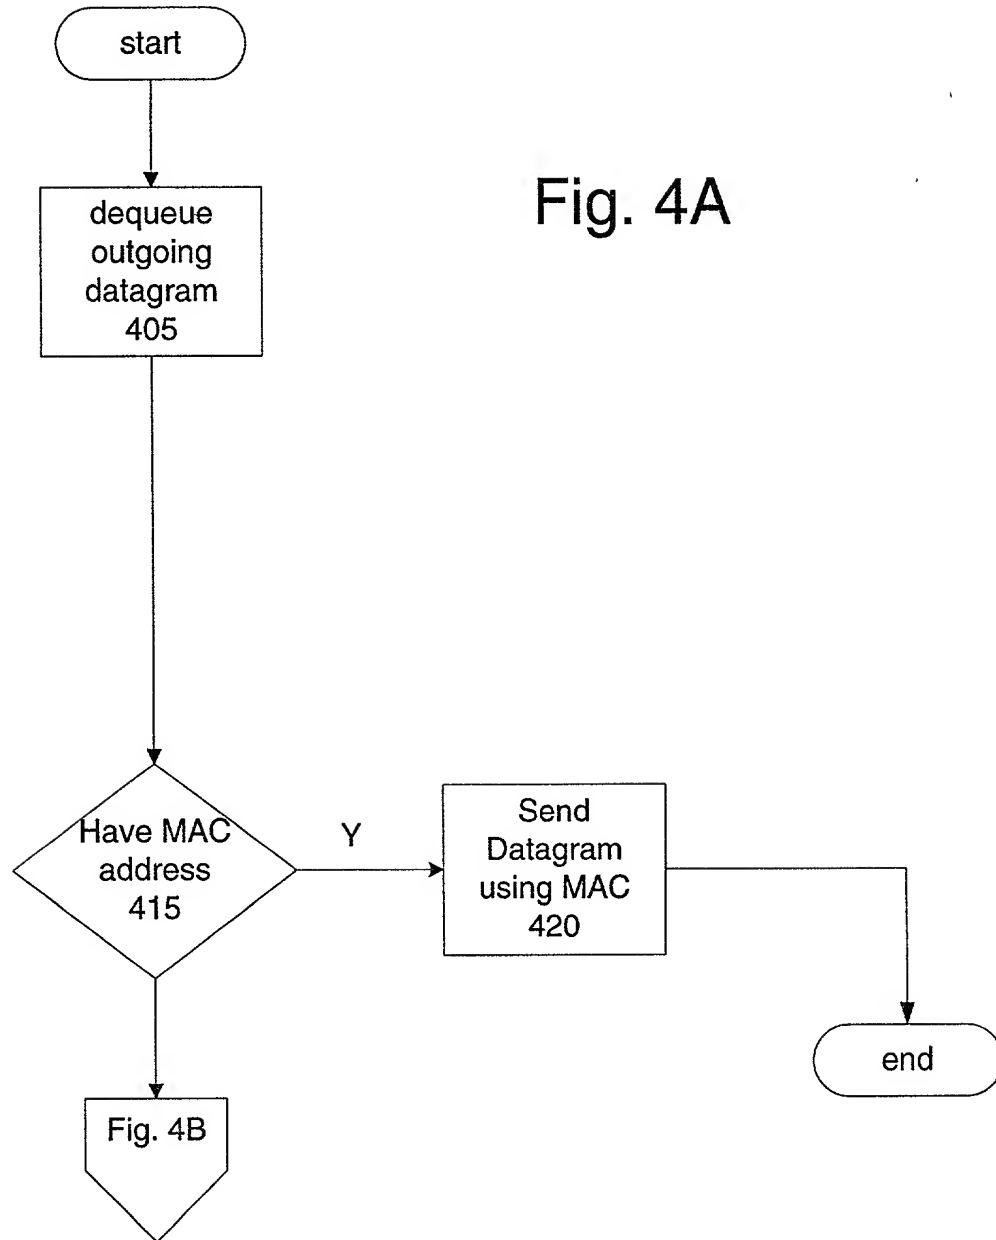 start
Fig. 4A
dequeue
outgoing
datagram
405
Have MAC
address
415
Y
Send
Datagram
using MAC
420
end
Fig. 4B